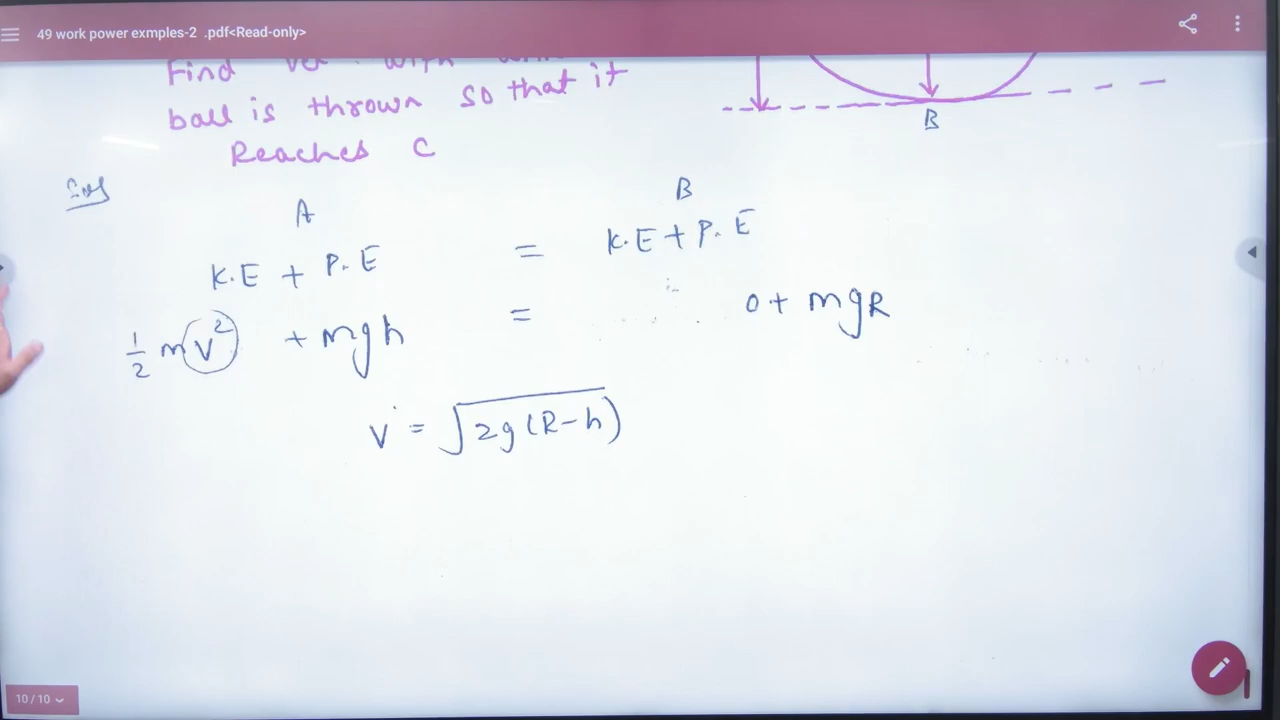 49 work power exmples-2 .pdf<Read-only>
Find with
ball is thrown so that it
Reaches C
B
Sol
A B
K.E + P.E = K.E + P.E
1/2 mv² + mgh = 0 + mgR
v = √2g(R-h)
10/10